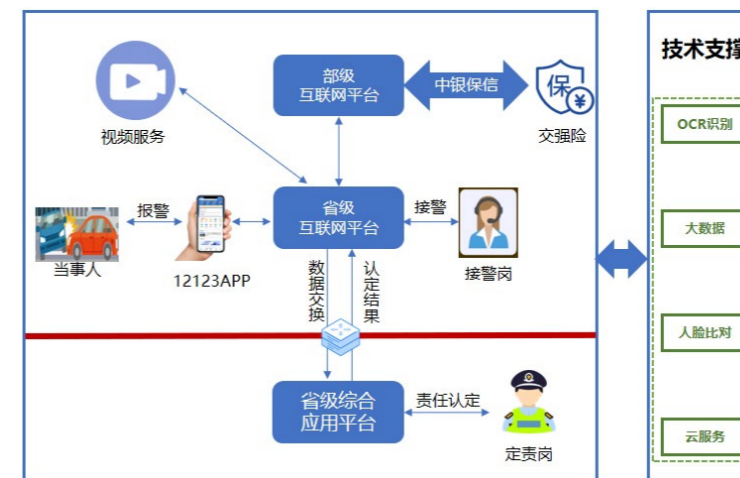 技术支撑
部级
互联网平台
中银保信
保
¥
视频服务
交强险
OCR识别
报警
省级
互联网平台
接警
大数据
当事人
12123APP
接警岗
数据交换
认定结果
人脸比对
省级综合
应用平台
责任认定
云服务
定责岗